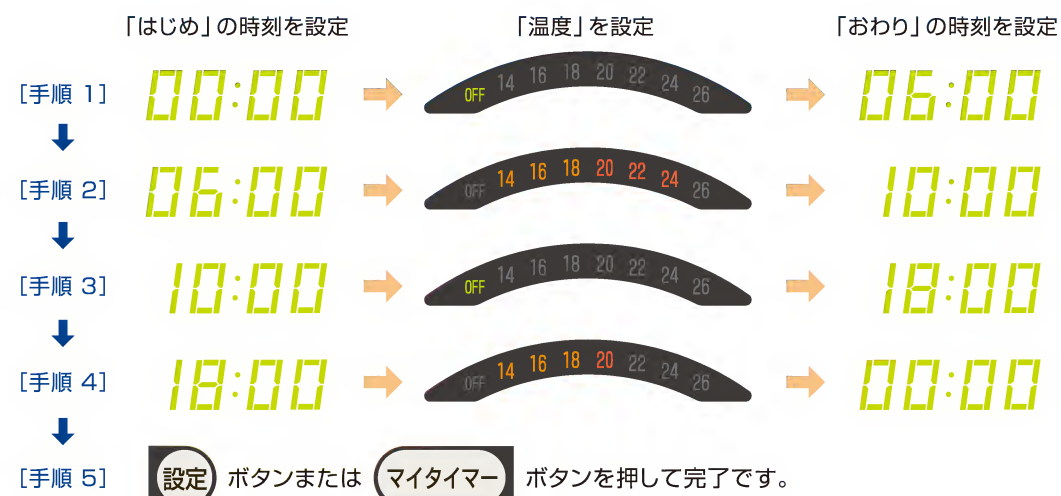 「はじめ」の時刻を設定 「温度」を設定 「おわり」の時刻を設定
[手順 1] 00:00 OFF 14 16 18 20 22 24 26 06:00
[手順 2] 06:00 OFF 14 16 18 20 22 24 26 10:00
[手順 3] 10:00 OFF 14 16 18 20 22 24 26 18:00
[手順 4] 18:00 OFF 14 16 18 20 22 24 26 00:00
[手順 5] 設定 ボタンまたは マイタイマー ボタンを押して完了です。